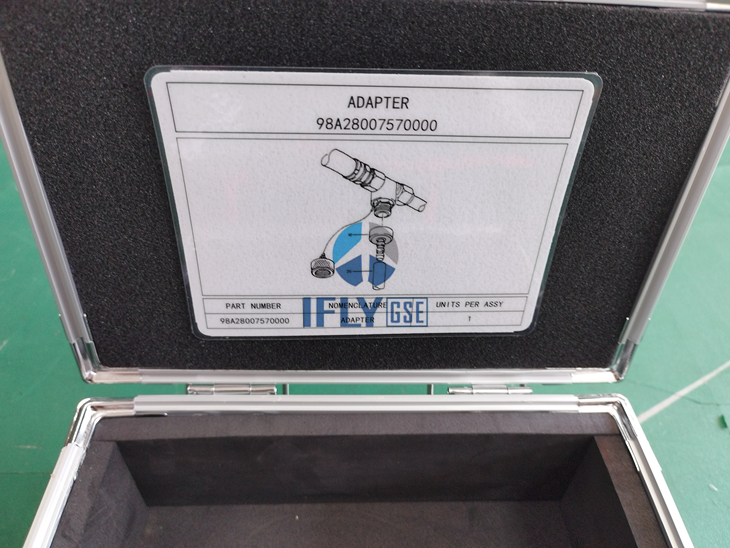 ADAPTER
98A28007570000
PART NUMBER NOMENCLATURE UNITS PER ASSY
98A28007570000 ADAPTER 1
IFLY GSE